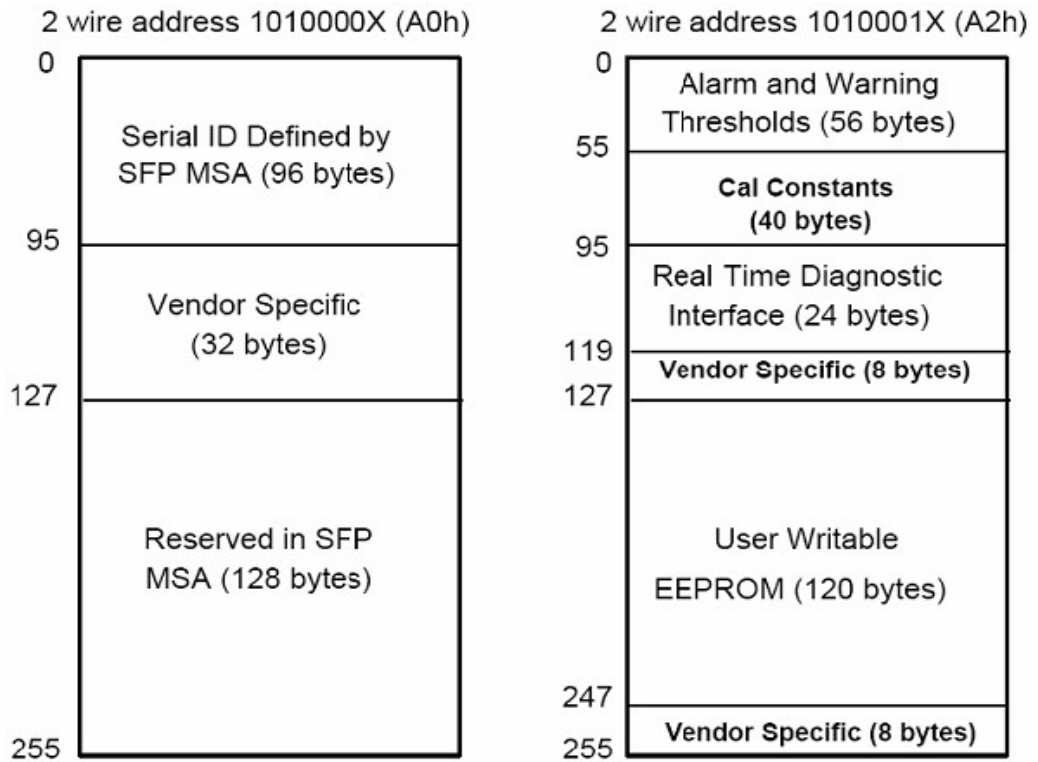 2 wire address 1010000X (A0h)
0
Serial ID Defined by
SFP MSA (96 bytes)
95
Vendor Specific
(32 bytes)
127
Reserved in SFP
MSA (128 bytes)
255
2 wire address 1010001X (A2h)
0
Alarm and Warning
Thresholds (56 bytes)
55
Cal Constants
(40 bytes)
95
Real Time Diagnostic
Interface (24 bytes)
119
Vendor Specific (8 bytes)
127
User Writable
EEPROM (120 bytes)
247
Vendor Specific (8 bytes)
255